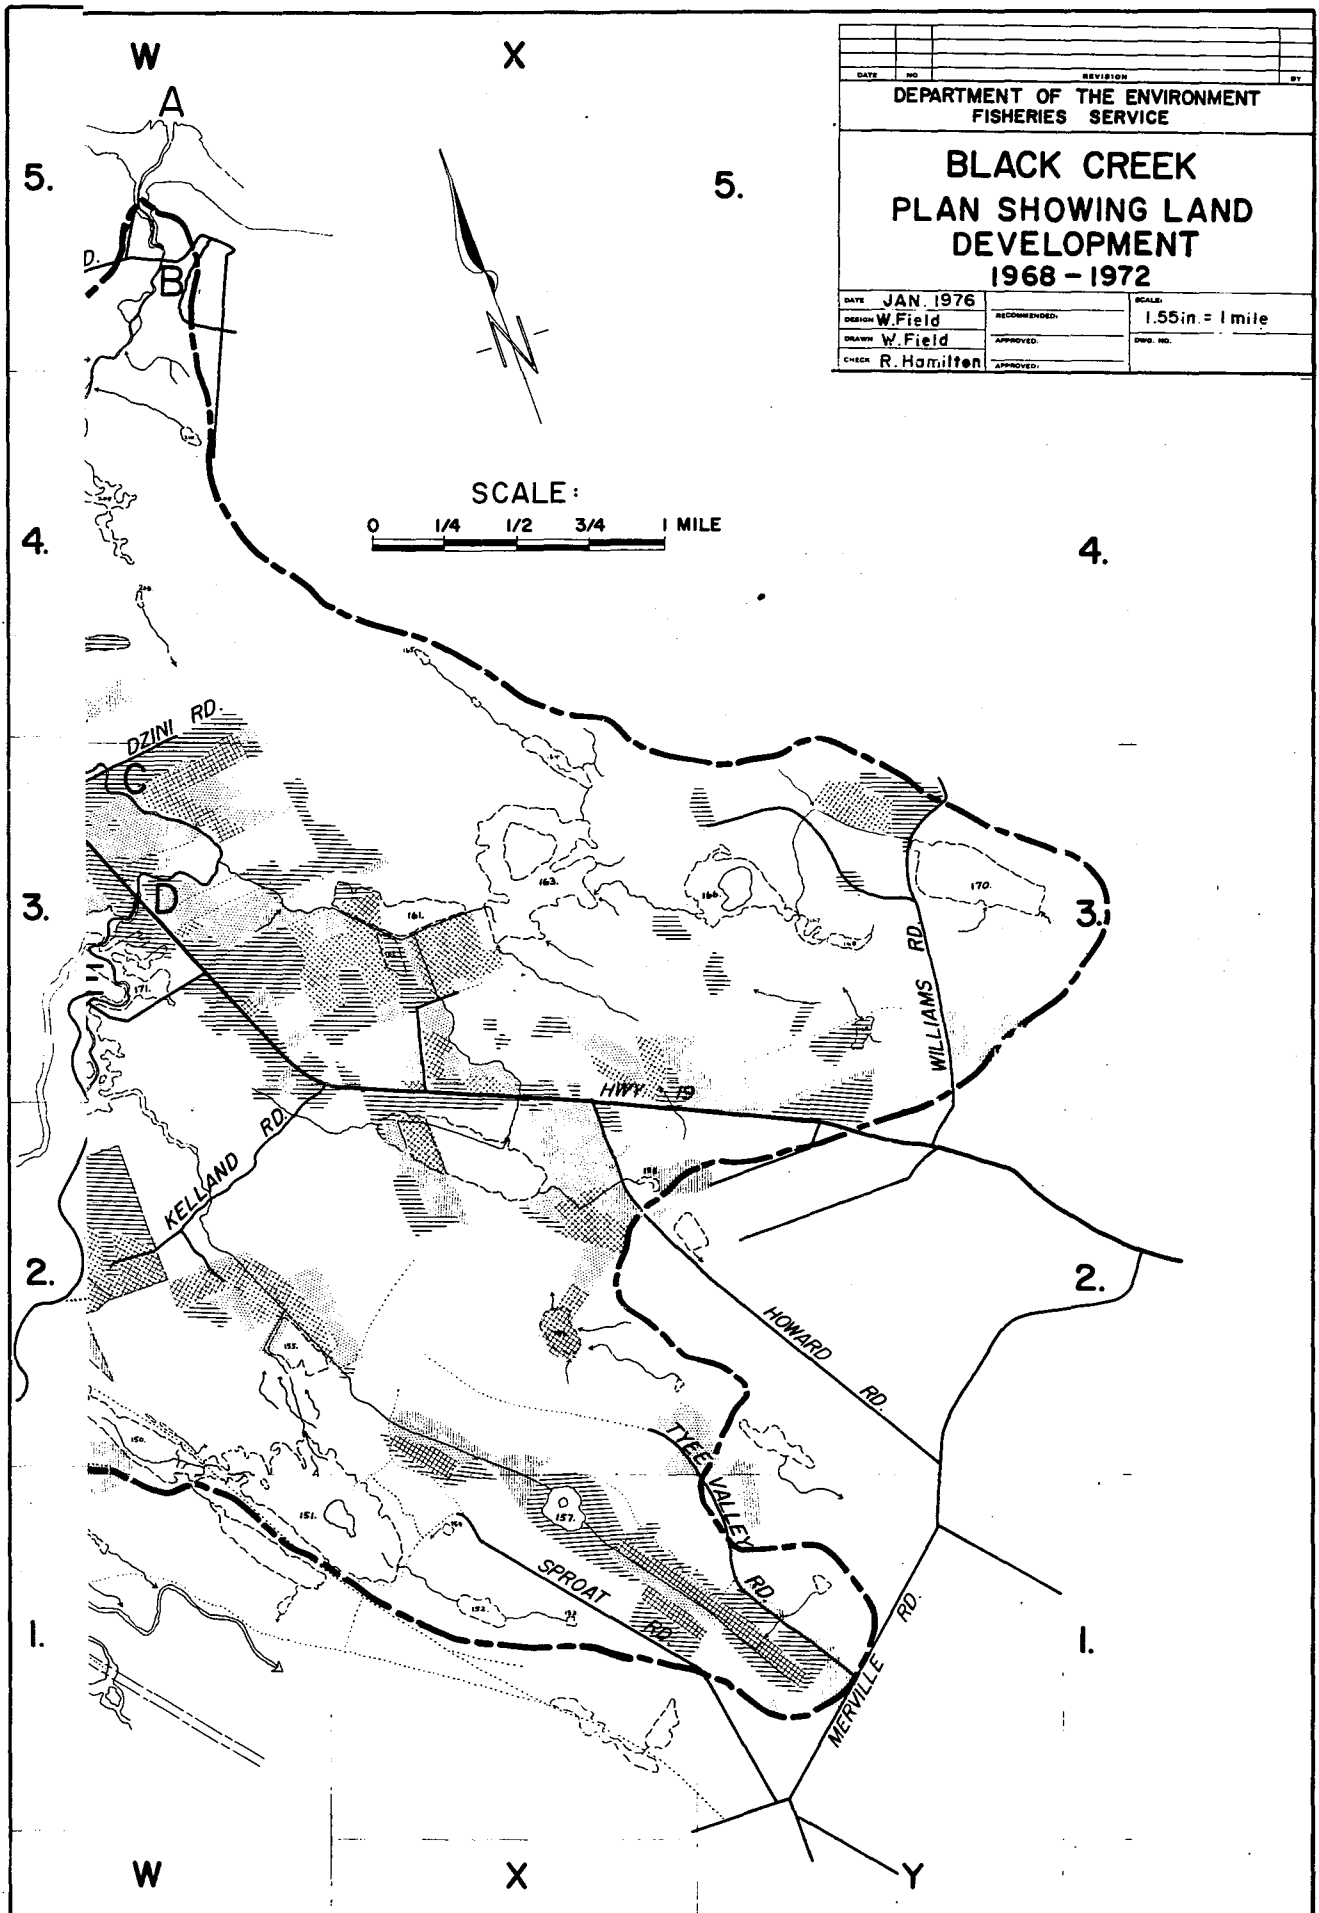 W
X
A
5.
5.
DATE NO REVISION BY
DEPARTMENT OF THE ENVIRONMENT
FISHERIES SERVICE
BLACK CREEK
PLAN SHOWING LAND
DEVELOPMENT
1968 - 1972
DATE JAN. 1976
DESIGN W. Field
DRAWN W. Field
CHECK R. Hamilton
RECOMMENDED:
APPROVED:
APPROVED:
SCALE:
1.55 in. = 1 mile
DWG. NO.
D.
B
N
SCALE:
0 1/4 1/2 3/4 1 MILE
4.
4.
165.
DZINI RD.
C
D
163.
166.
170.
161.
3.
3.
171.
WILLIAMS RD.
HWY. 19
KELLAND RD.
2.
2.
HOWARD RD.
155.
TYEE VALLEY RD.
150.
151.
157.
SPROAT RD.
152.
MERVILLE RD.
1.
1.
W
X
Y